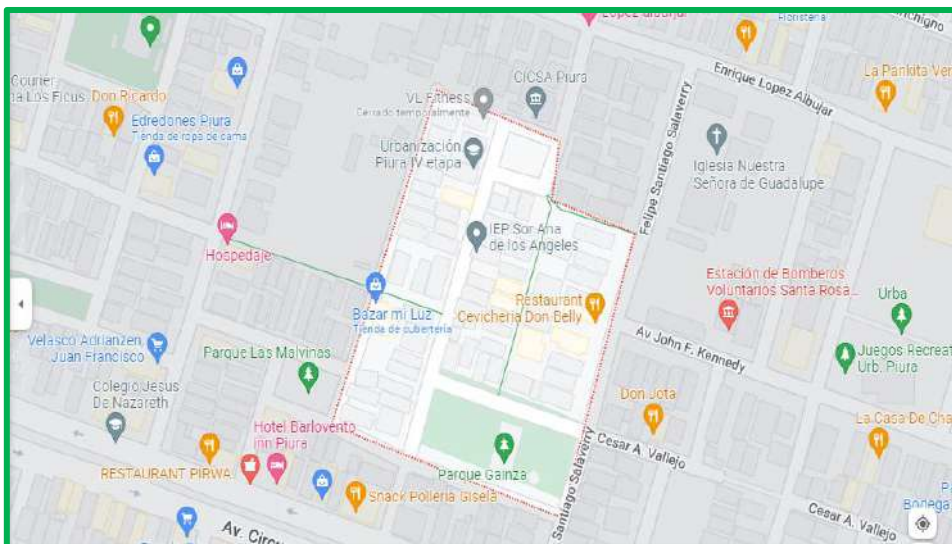 Lopez Albujar
Floristeria
Courier
Los Ficus
Don Ricardo
Edredones Piura
Tienda de ropa de cama
VL Fitness
Cerrado temporalmente
CICSA Piura
Enrique Lopez Albujar
La Pankita
Urbanización
Piura IV etapa
Felipe Santiago Salaverry
Iglesia Nuestra
Señora de Guadalupe
IEP Sor Ana
de los Angeles
Hospedaje
Estación de Bomberos
Voluntarios Santa Rosa...
Urba
Bazar mi Luz
Tienda de cubertería
Restaurant
Cevicheria Don Belly
Velasco Adrianzen,
Juan Francisco
Parque Las Malvinas
Av John F. Kennedy
Juegos Recreat
Urb. Piura
Colegio Jesus
De Nazareth
Don Jota
La Casa De Cha
Hotel Barlovento
inn Piura
Cesar A. Vallejo
RESTAURANT PIRWA
Parque Gainza
Santiago Salaverry
Snack Polleria Gisela
Bodega
Cesar A. Vallejo
Av. Circu